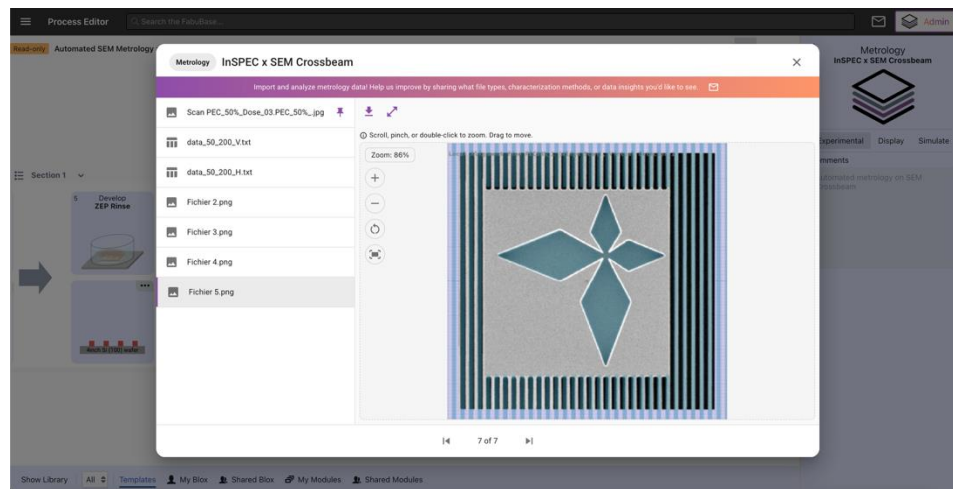 Process Editor
Search the FabuBase...
Admin
Read-only Automated SEM Metrology
Metrology
InSPEC x SEM Crossbeam
Metrology InSPEC x SEM Crossbeam
Import and analyze metrology data! Help us improve by sharing what file types, characterization methods, or data insights you'd like to see.
Scan PEC_50%_Dose_03.PEC_50%_.jpg
data_50_200_V.txt
data_50_200_H.txt
Fichier 2.png
Fichier 3.png
Fichier 4.png
Fichier 5.png
Scroll, pinch, or double-click to zoom. Drag to move.
Zoom: 86%
Experimental Display Simulate
mments
utomated metrology on SEM
rossbeam
Section 1
5 Develop
ZEP Rinse
7 of 7
Show Library All Templates My Blox Shared Blox My Modules Shared Modules